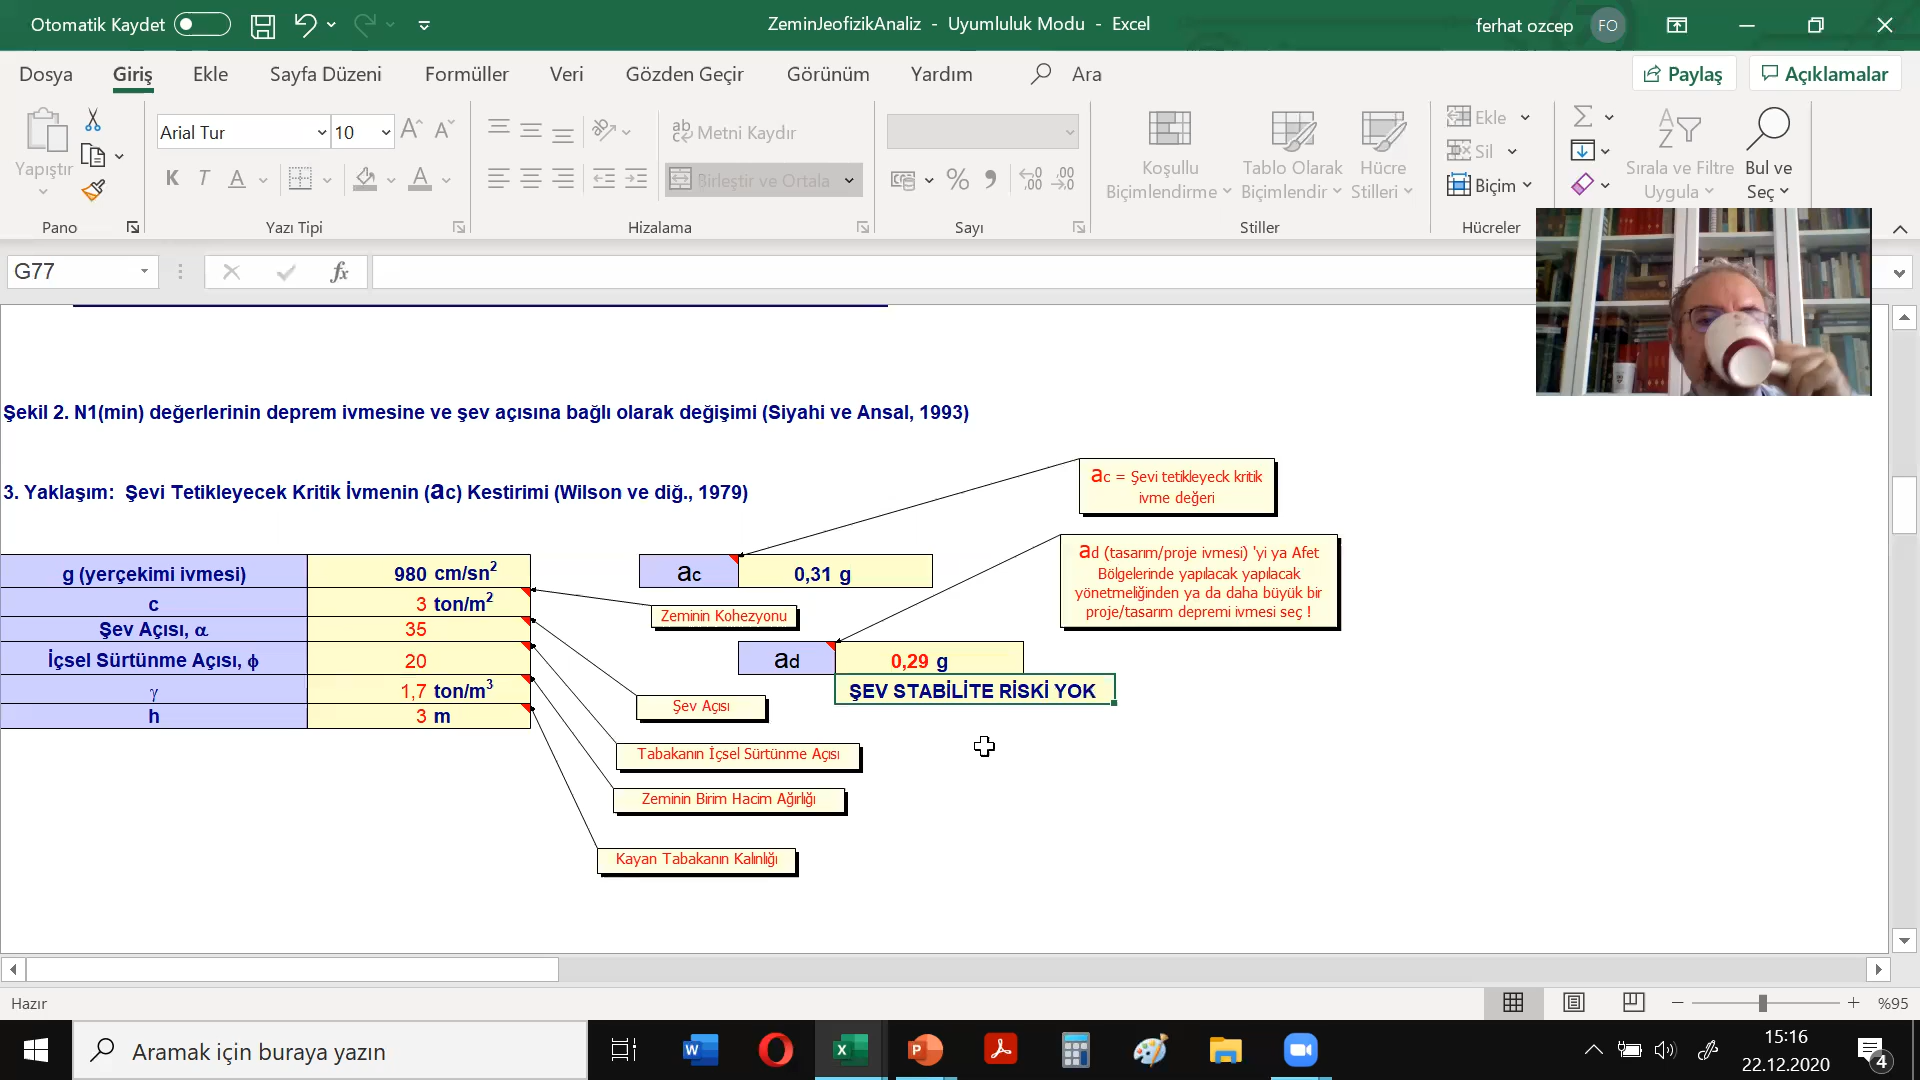 Otomatik Kaydet
ZeminJeofizikAnaliz - Uyumluluk Modu - Excel
ferhat ozcep FO
Dosya Giriş Ekle Sayfa Düzeni Formüller Veri Gözden Geçir Görünüm Yardım Ara
Paylaş Açıklamalar
Yapıştır
Arial Tur 10
K T A
A
Metni Kaydır
Birleştir ve Ortala
Koşullu Biçimlendirme
Tablo Olarak Biçimlendir
Hücre Stilleri
Ekle
Sil
Biçim
Sırala ve Filtre Uygula
Bul ve Seç
Pano Yazı Tipi Hizalama Sayı Stiller Hücreler
G77 fx
Şekil 2. N1(min) değerlerinin deprem ivmesine ve şev açısına bağlı olarak değişimi (Siyahi ve Ansal, 1993)
3. Yaklaşım: Şevi Tetikleyecek Kritik İvmenin (ac) Kestirimi (Wilson ve diğ., 1979)
ac = Şevi tetikleyeck kritik
ivme değeri
ad (tasarım/proje ivmesi) 'yi ya Afet
Bölgelerinde yapılacak yapılacak
yönetmeliğinden ya da daha büyük bir
proje/tasarım depremi ivmesi seç !
g (yerçekimi ivmesi) 980 cm/sn²
c 3 ton/m²
Şev Açısı, α 35
İçsel Sürtünme Açısı, ϕ 20
γ 1,7 ton/m³
h 3 m
ac 0,31 g
Zeminin Kohezyonu
ad 0,29 g
ŞEV STABİLİTE RİSKİ YOK
Şev Açısı
Tabakanın İçsel Sürtünme Açısı
Zeminin Birim Hacim Ağırlığı
Kayan Tabakanın Kalınlığı
Hazır
%95
Aramak için buraya yazın
15:16
22.12.2020
4